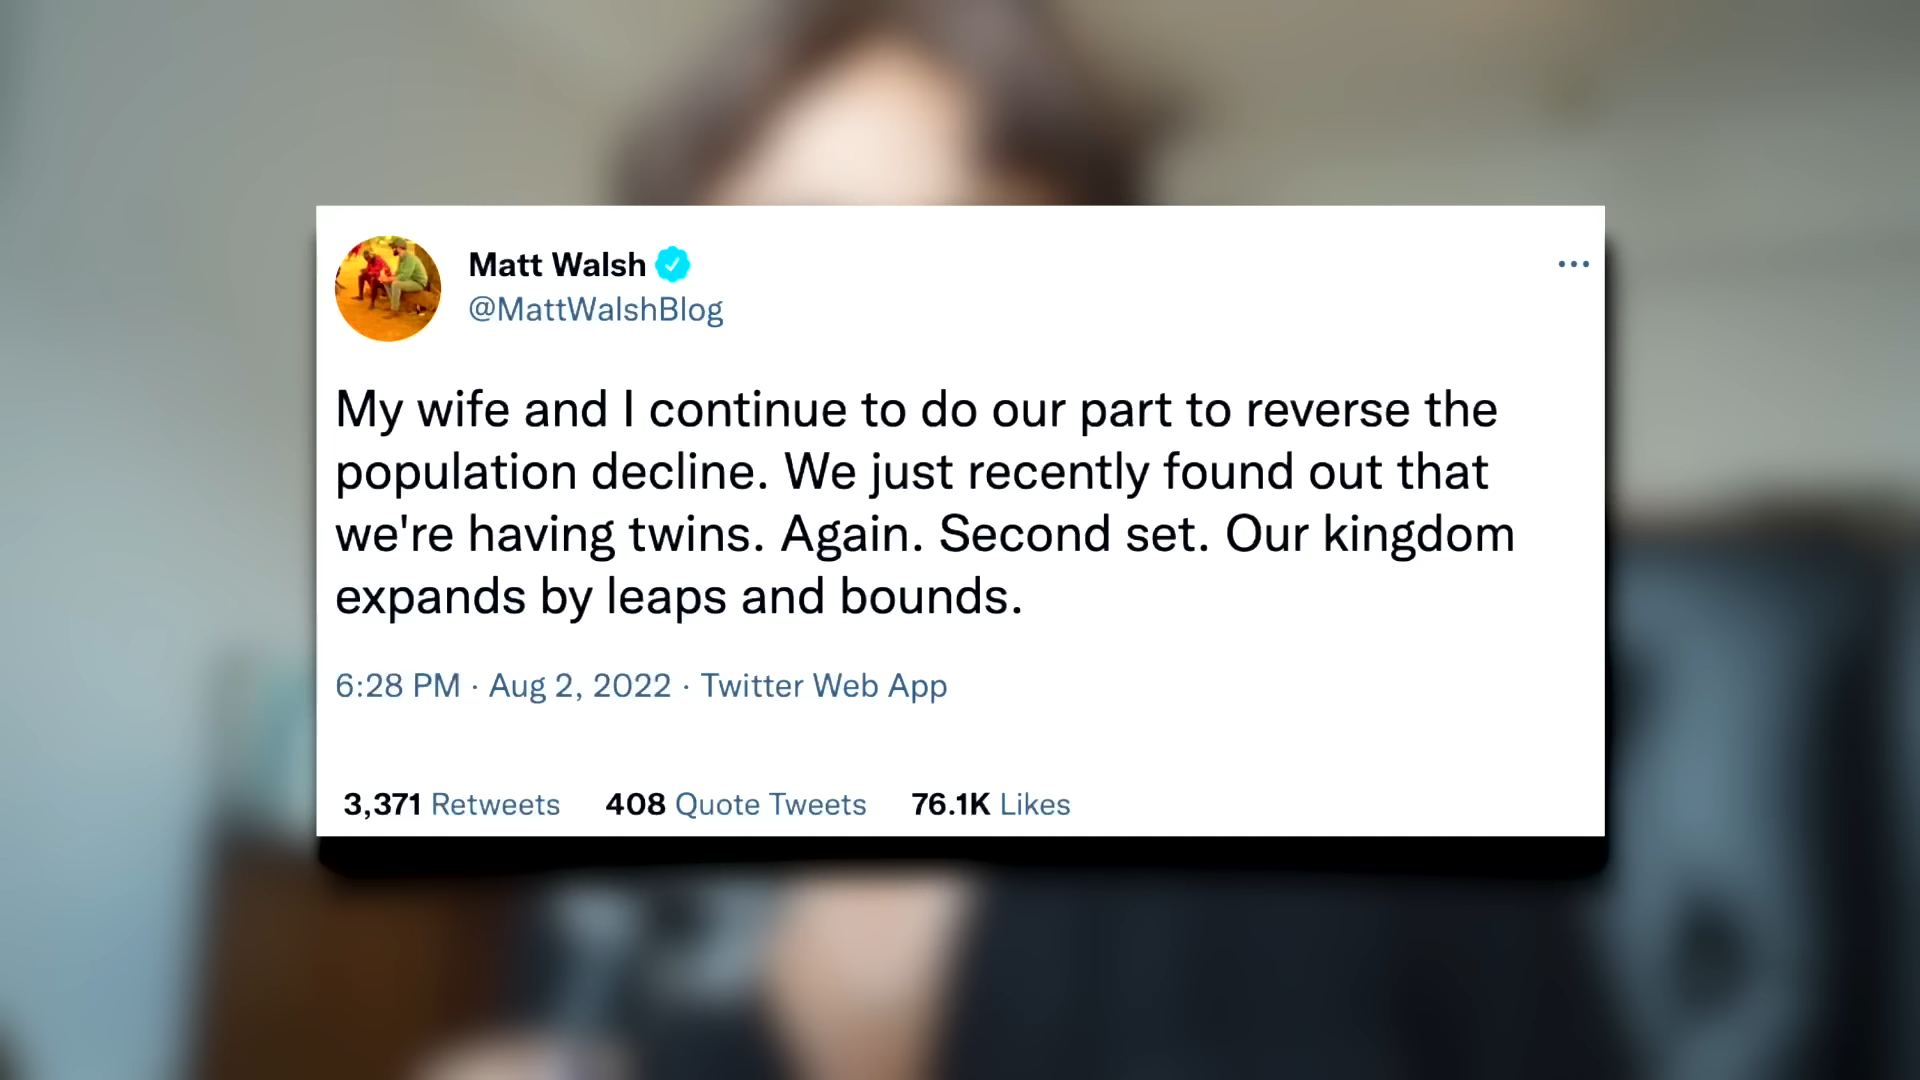 Matt Walsh
@MattWalshBlog
My wife and I continue to do our part to reverse the
population decline. We just recently found out that
we're having twins. Again. Second set. Our kingdom
expands by leaps and bounds.
6:28 PM · Aug 2, 2022 · Twitter Web App
3,371 Retweets 408 Quote Tweets 76.1K Likes